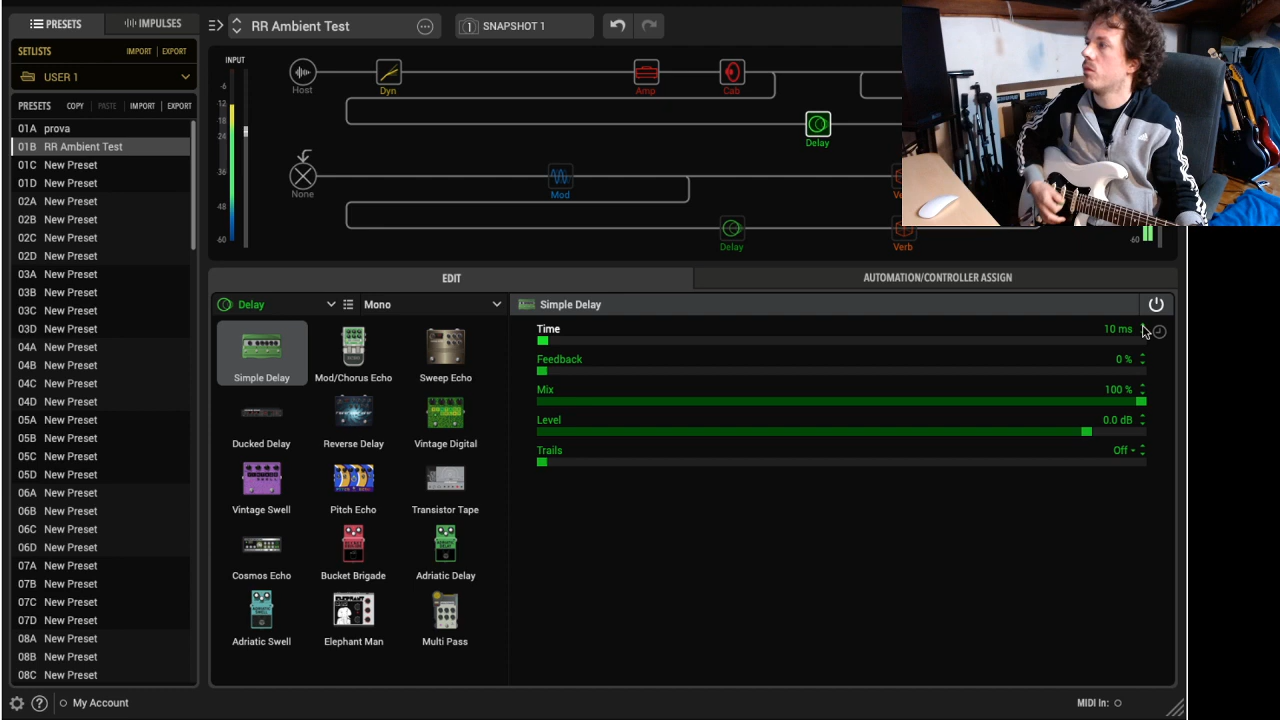 PRESETS
IMPULSES
SETLISTS
IMPORT | EXPORT
USER 1
PRESETS COPY | PASTE | IMPORT | EXPORT
01A prova
01B RR Ambient Test
01C New Preset
01D New Preset
02A New Preset
02B New Preset
02C New Preset
02D New Preset
03A New Preset
03B New Preset
03C New Preset
03D New Preset
04A New Preset
04B New Preset
04C New Preset
04D New Preset
05A New Preset
05B New Preset
05C New Preset
05D New Preset
06A New Preset
06B New Preset
06C New Preset
06D New Preset
07A New Preset
07B New Preset
07C New Preset
07D New Preset
08A New Preset
08B New Preset
08C New Preset
My Account
RR Ambient Test
1 SNAPSHOT 1
INPUT
-6
-12
-18
-24
-36
-48
-60
Host
Dyn
Amp
Cab
Delay
None
Mod
Delay
Verb
-60
EDIT
AUTOMATION/CONTROLLER ASSIGN
Delay
Mono
Simple Delay
Mod/Chorus Echo
Sweep Echo
Ducked Delay
Reverse Delay
Vintage Digital
Vintage Swell
Pitch Echo
Transistor Tape
Cosmos Echo
Bucket Brigade
Adriatic Delay
Adriatic Swell
Elephant Man
Multi Pass
Simple Delay
Time 10 ms
Feedback 0 %
Mix 100 %
Level 0.0 dB
Trails Off
MIDI In: